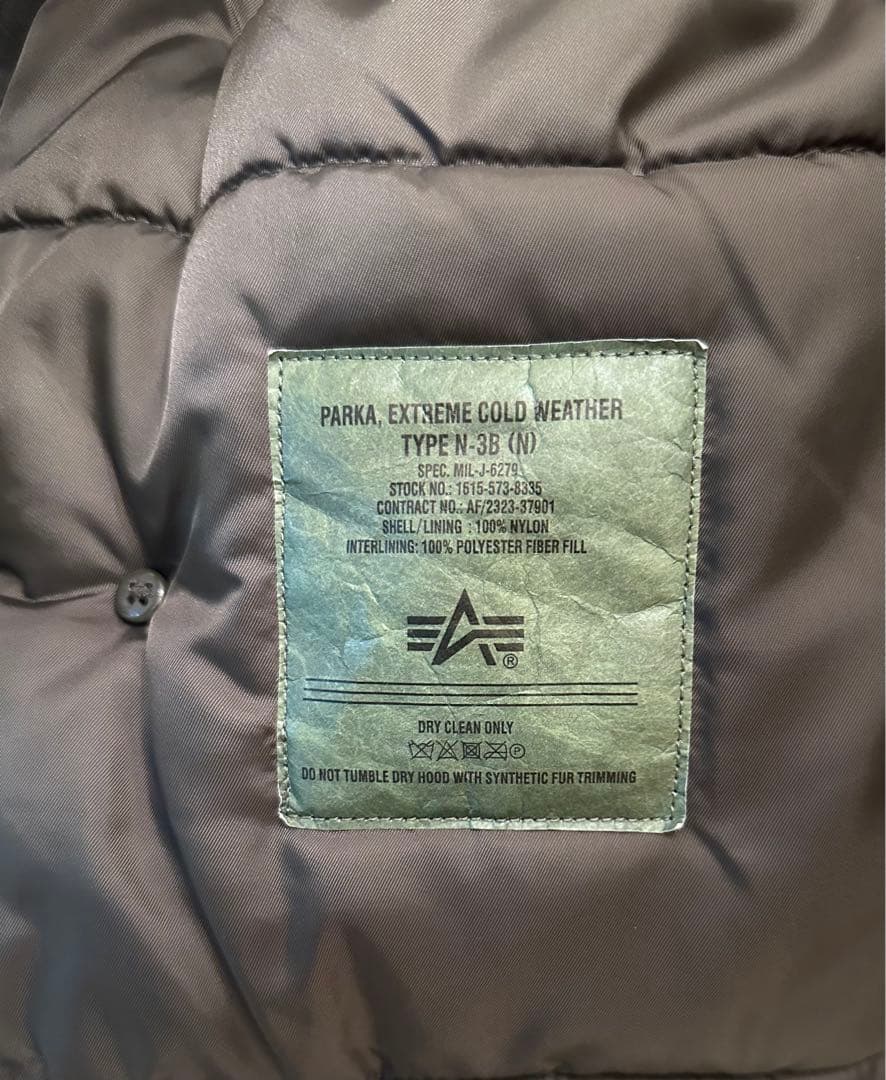 PARKA, EXTREME COLD WEATHER
TYPE N-3B (N)
SPEC. MIL-J-6279
STOCK NO.: 1615-573-8335
CONTRACT NO.: AF/2323-37901
SHELL/LINING : 100% NYLON
INTERLINING: 100% POLYESTER FIBER FILL
®
DRY CLEAN ONLY
P
DO NOT TUMBLE DRY HOOD WITH SYNTHETIC FUR TRIMMING